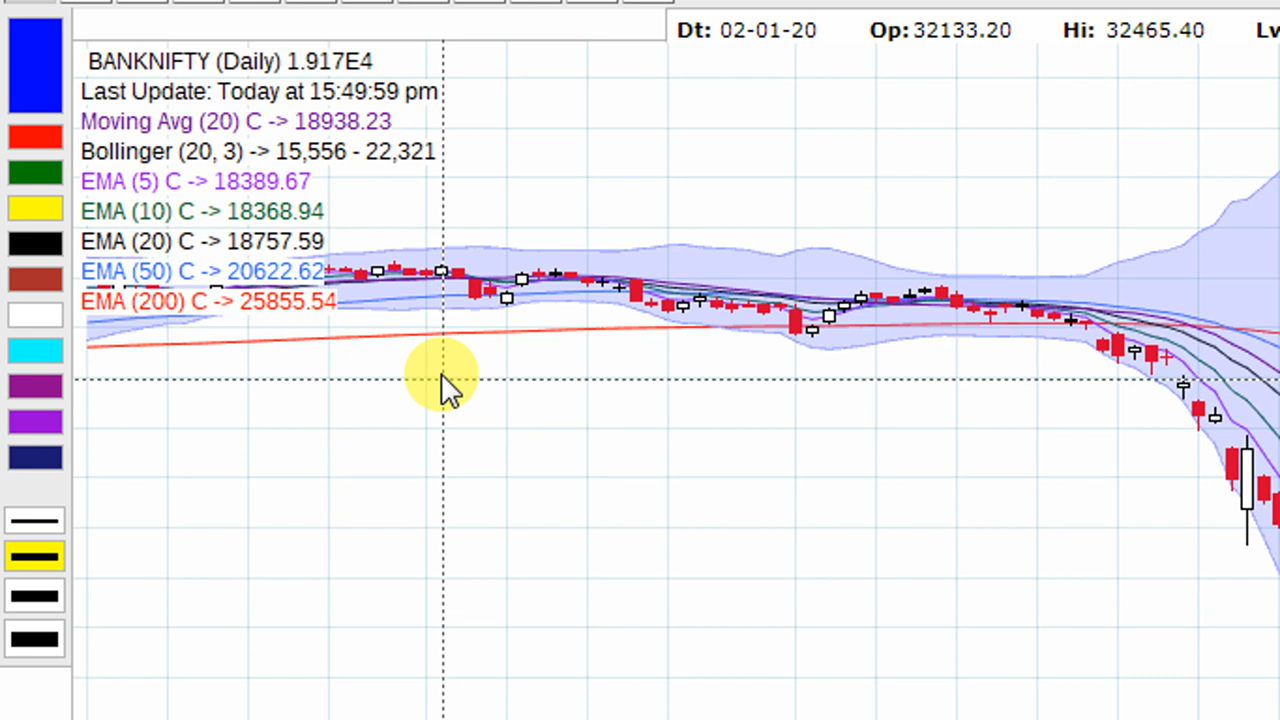 Dt: 02-01-20 Op: 32133.20 Hi: 32465.40 Lv
BANKNIFTY (Daily) 1.917E4
Last Update: Today at 15:49:59 pm
Moving Avg (20) C -> 18938.23
Bollinger (20, 3) -> 15,556 - 22,321
EMA (5) C -> 18389.67
EMA (10) C -> 18368.94
EMA (20) C -> 18757.59
EMA (50) C -> 20622.62
EMA (200) C -> 25855.54